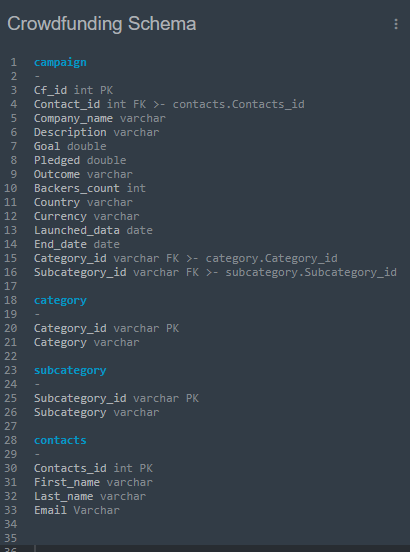 Crowdfunding Schema
1 campaign
2 -
3 Cf_id int PK
4 Contact_id int FK >- contacts.Contacts_id
5 Company_name varchar
6 Description varchar
7 Goal double
8 Pledged double
9 Outcome varchar
10 Backers_count int
11 Country varchar
12 Currency varchar
13 Launched_data date
14 End_date date
15 Category_id varchar FK >- category.Category_id
16 Subcategory_id varchar FK >- subcategory.Subcategory_id
17
18 category
19 -
20 Category_id varchar PK
21 Category varchar
22
23 subcategory
24 -
25 Subcategory_id varchar PK
26 Subcategory varchar
27
28 contacts
29 -
30 Contacts_id int PK
31 First_name varchar
32 Last_name varchar
33 Email Varchar
34
35
36